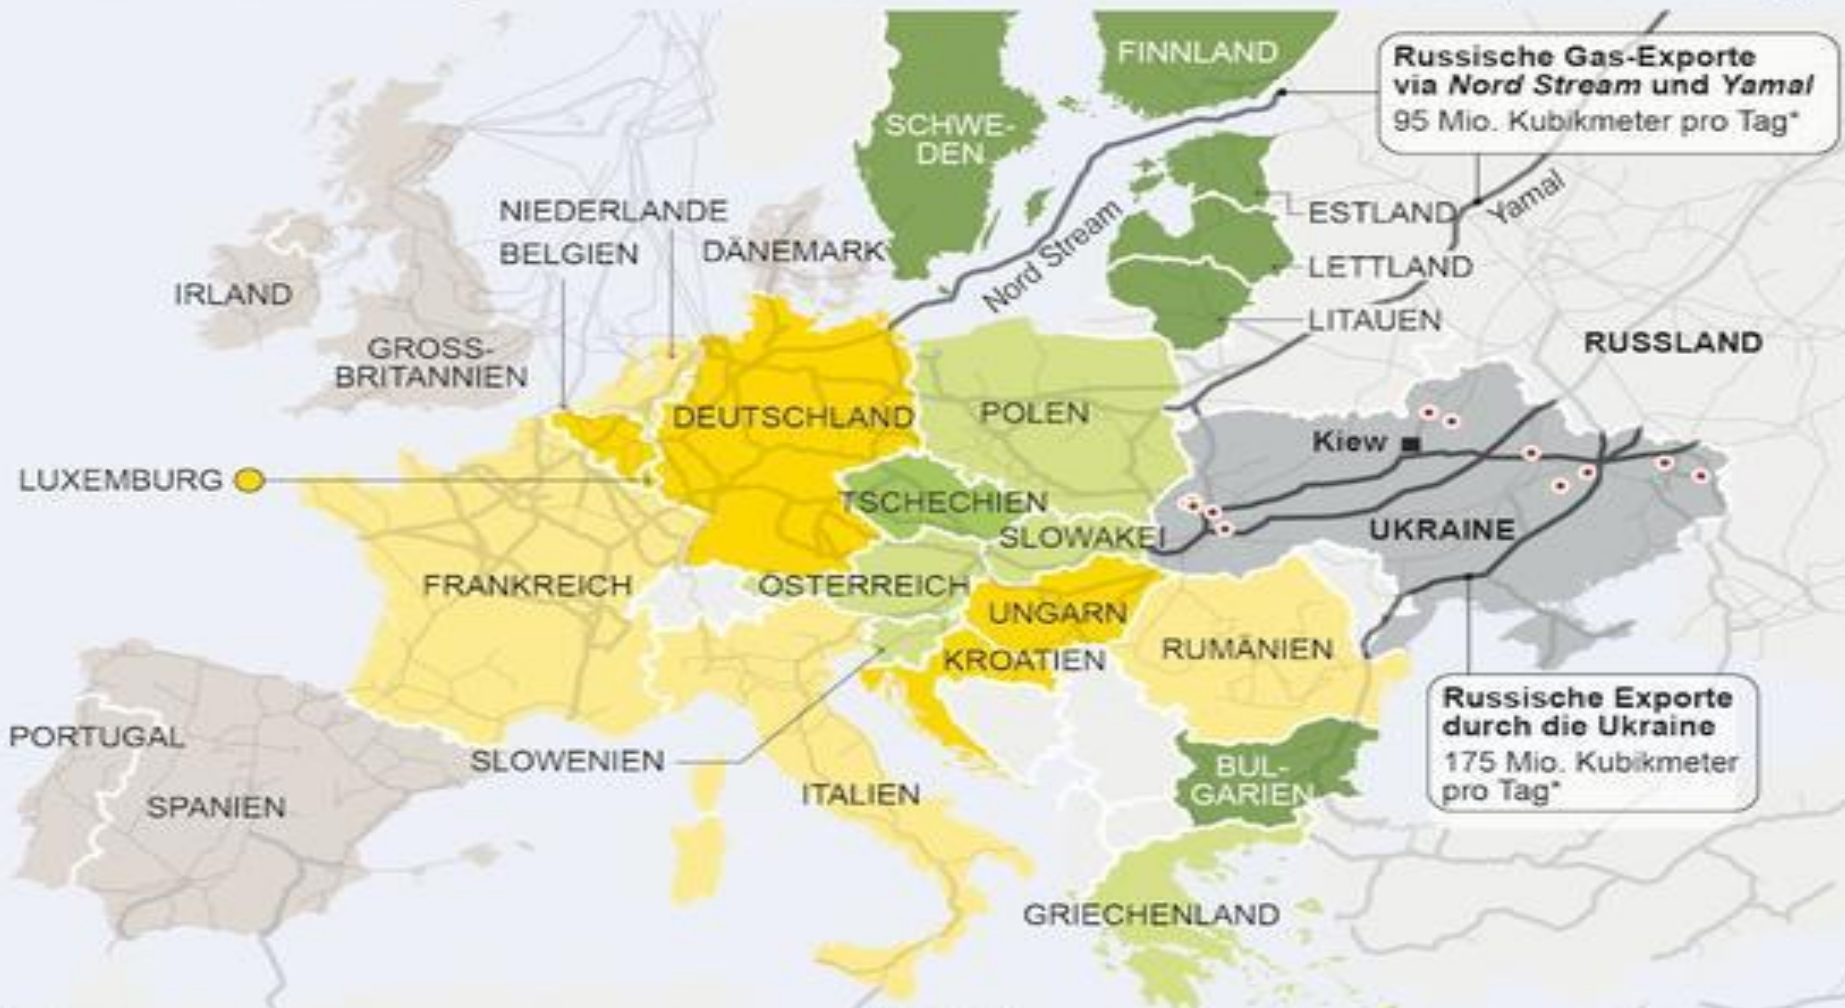 FINNLAND
Russische Gas-Exporte
via Nord Stream und Yamal
95 Mio. Kubikmeter pro Tag*
SCHWE-
DEN
NIEDERLANDE
BELGIEN
DÄNEMARK
ESTLAND
Yamal
Nord Stream
LETTLAND
IRLAND
LITAUEN
RUSSLAND
GROSS-
BRITANNIEN
DEUTSCHLAND
POLEN
Kiew
LUXEMBURG
TSCHECHIEN
SLOWAKEI
UKRAINE
FRANKREICH
ÖSTERREICH
UNGARN
KROATIEN
RUMÄNIEN
Russische Exporte
durch die Ukraine
175 Mio. Kubikmeter
pro Tag*
PORTUGAL
SLOWENIEN
BUL-
GARIEN
SPANIEN
ITALIEN
GRIECHENLAND